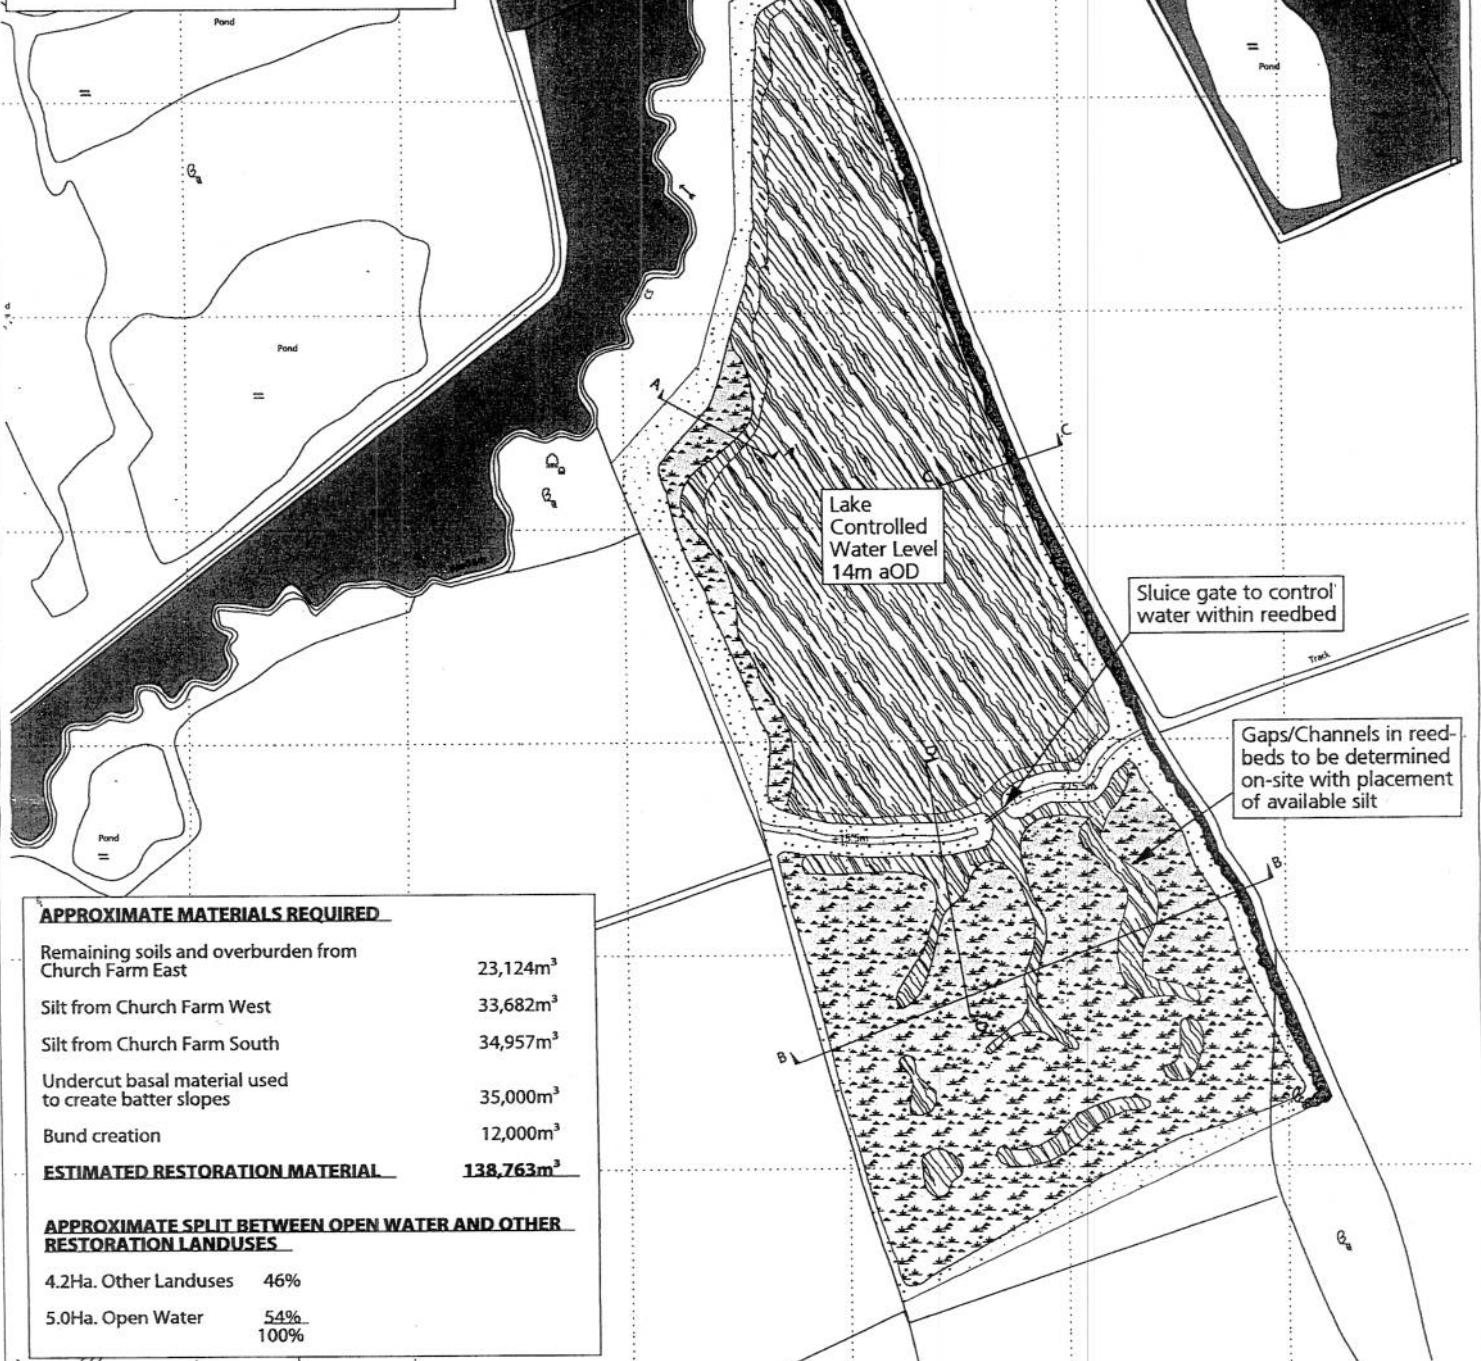 Pond
Pond
Pond
A
C
C
Lake
Controlled
Water Level
14m aOD
Sluice gate to control
water within reedbed
Track
Gaps/Channels in reed-
beds to be determined
on-site with placement
of available silt
D
+15.5m
+15.5m
Pond
B
B
APPROXIMATE MATERIALS REQUIRED
Remaining soils and overburden from
Church Farm East 23,124m³
Silt from Church Farm West 33,682m³
Silt from Church Farm South 34,957m³
Undercut basal material used
to create batter slopes 35,000m³
Bund creation 12,000m³
ESTIMATED RESTORATION MATERIAL 138,763m³
APPROXIMATE SPLIT BETWEEN OPEN WATER AND OTHER
RESTORATION LANDUSES
4.2Ha. Other Landuses 46%
5.0Ha. Open Water 54%
100%